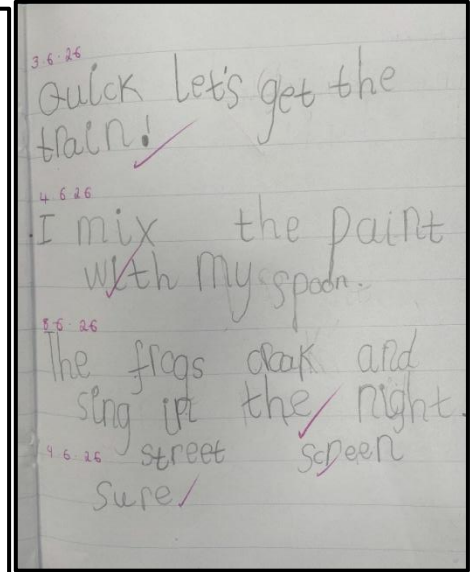 3.6.26
Quick Let's get the
train!
4.6.26
I mix the paint
with my spoon.
8.6.26
The frogs croak and
sing in the night.
9.6.26 street screen
sure